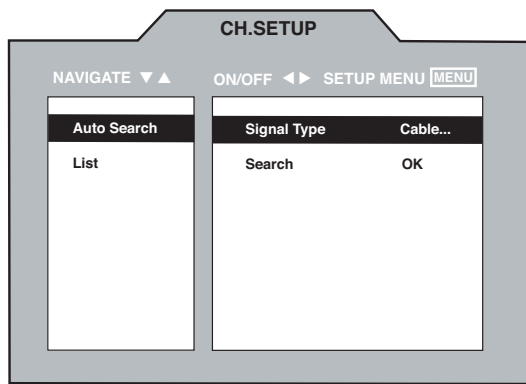 CH.SETUP
NAVIGATE ▼ ▲ ON/OFF ◀ ▶ SETUP MENU MENU
Auto Search Signal Type Cable...
List Search OK